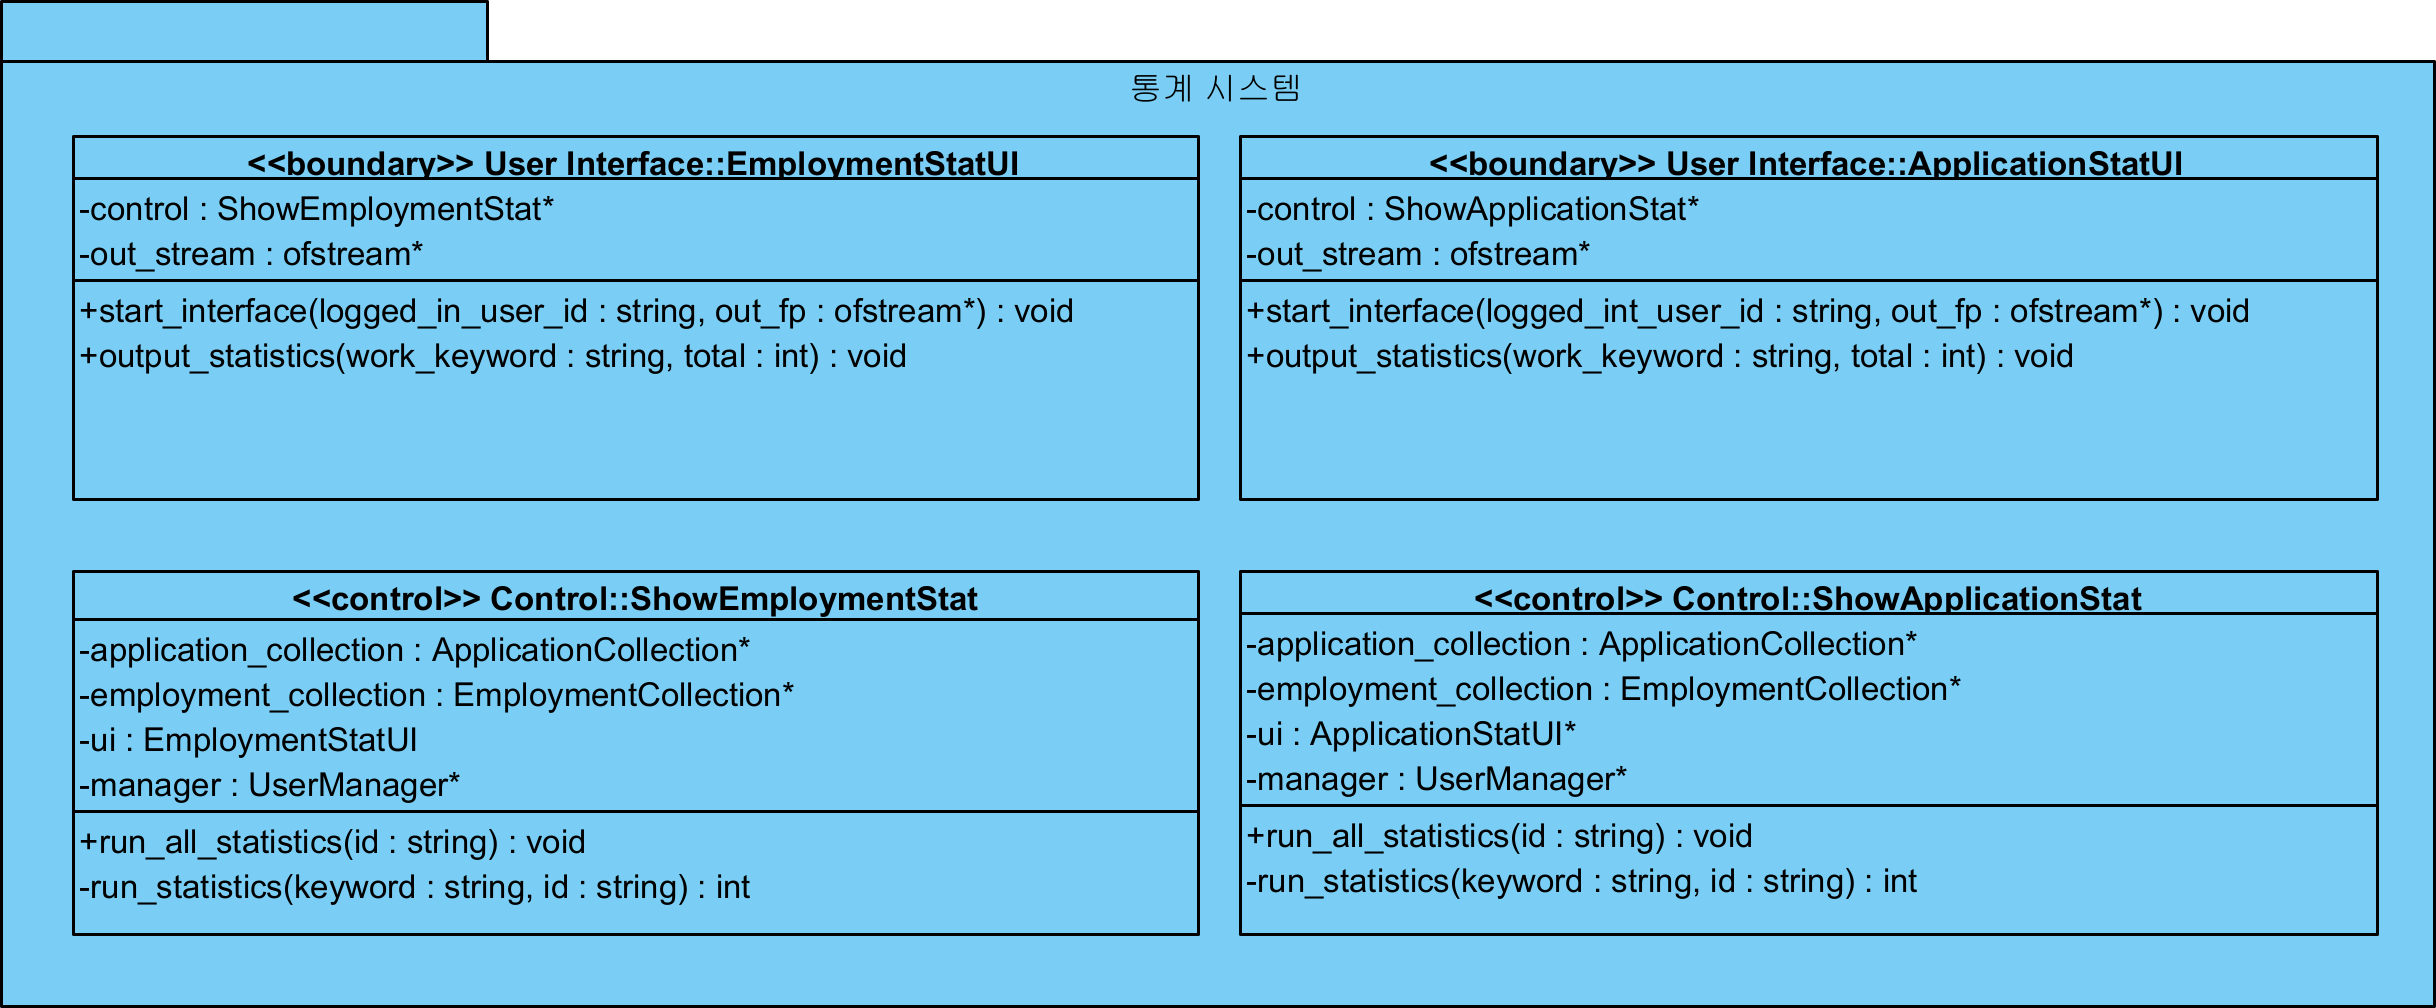 통계 시스템
<<boundary>> User Interface::EmploymentStatUI
-control : ShowEmploymentStat*
-out_stream : ofstream*
+start_interface(logged_in_user_id : string, out_fp : ofstream*) : void
+output_statistics(work_keyword : string, total : int) : void
<<boundary>> User Interface::ApplicationStatUI
-control : ShowApplicationStat*
-out_stream : ofstream*
+start_interface(logged_int_user_id : string, out_fp : ofstream*) : void
+output_statistics(work_keyword : string, total : int) : void
<<control>> Control::ShowEmploymentStat
-application_collection : ApplicationCollection*
-employment_collection : EmploymentCollection*
-ui : EmploymentStatUI
-manager : UserManager*
+run_all_statistics(id : string) : void
-run_statistics(keyword : string, id : string) : int
<<control>> Control::ShowApplicationStat
-application_collection : ApplicationCollection*
-employment_collection : EmploymentCollection*
-ui : ApplicationStatUI*
-manager : UserManager*
+run_all_statistics(id : string) : void
-run_statistics(keyword : string, id : string) : int